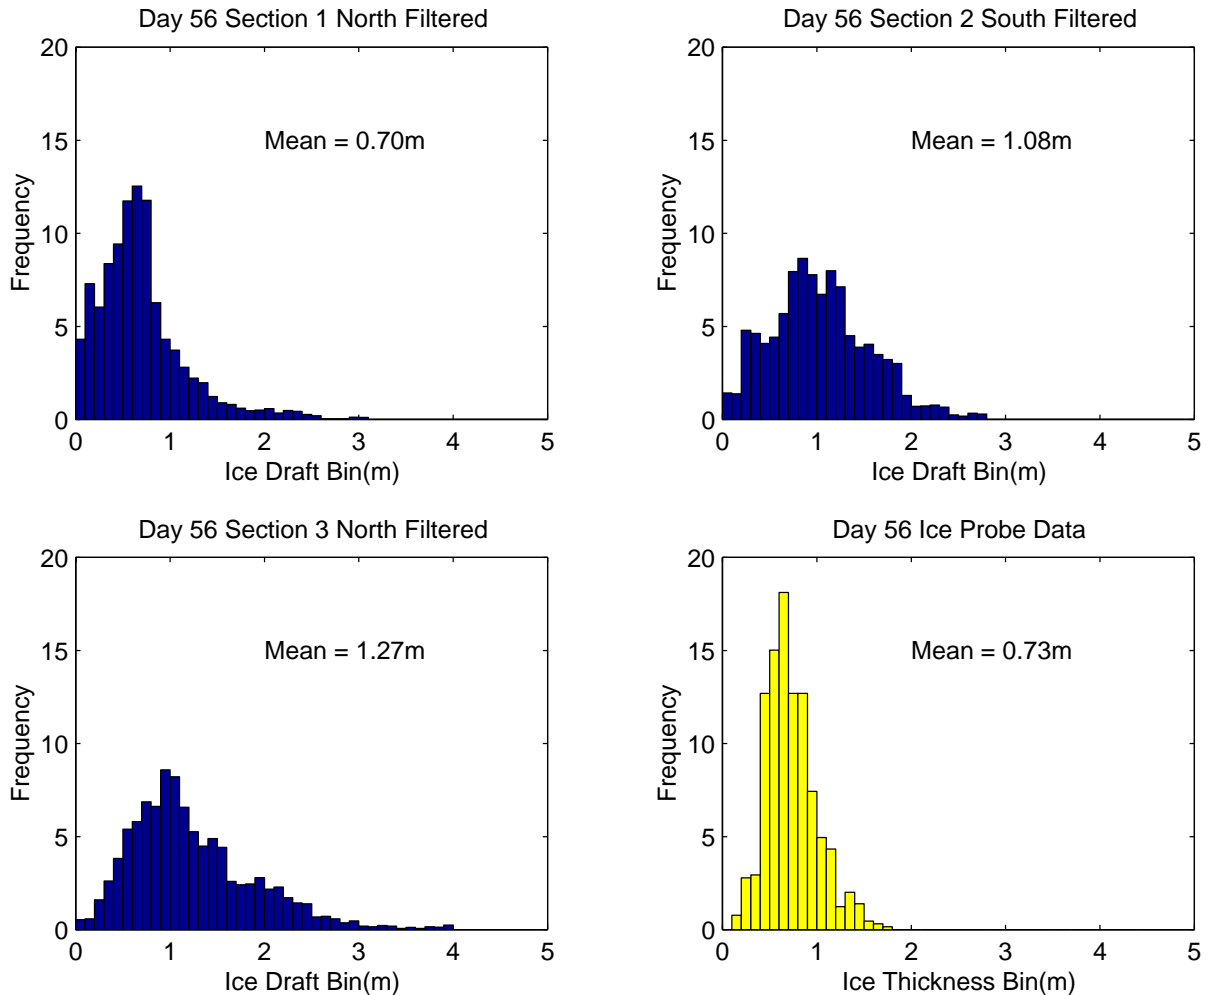 Day 56 Section 1 North Filtered
20
15
10
5
0
Frequency
Mean = 0.70m
0 1 2 3 4 5
Ice Draft Bin(m)
Day 56 Section 2 South Filtered
20
15
10
5
0
Frequency
Mean = 1.08m
0 1 2 3 4 5
Ice Draft Bin(m)
Day 56 Section 3 North Filtered
20
15
10
5
0
Frequency
Mean = 1.27m
0 1 2 3 4 5
Ice Draft Bin(m)
Day 56 Ice Probe Data
20
15
10
5
0
Frequency
Mean = 0.73m
0 1 2 3 4 5
Ice Thickness Bin(m)